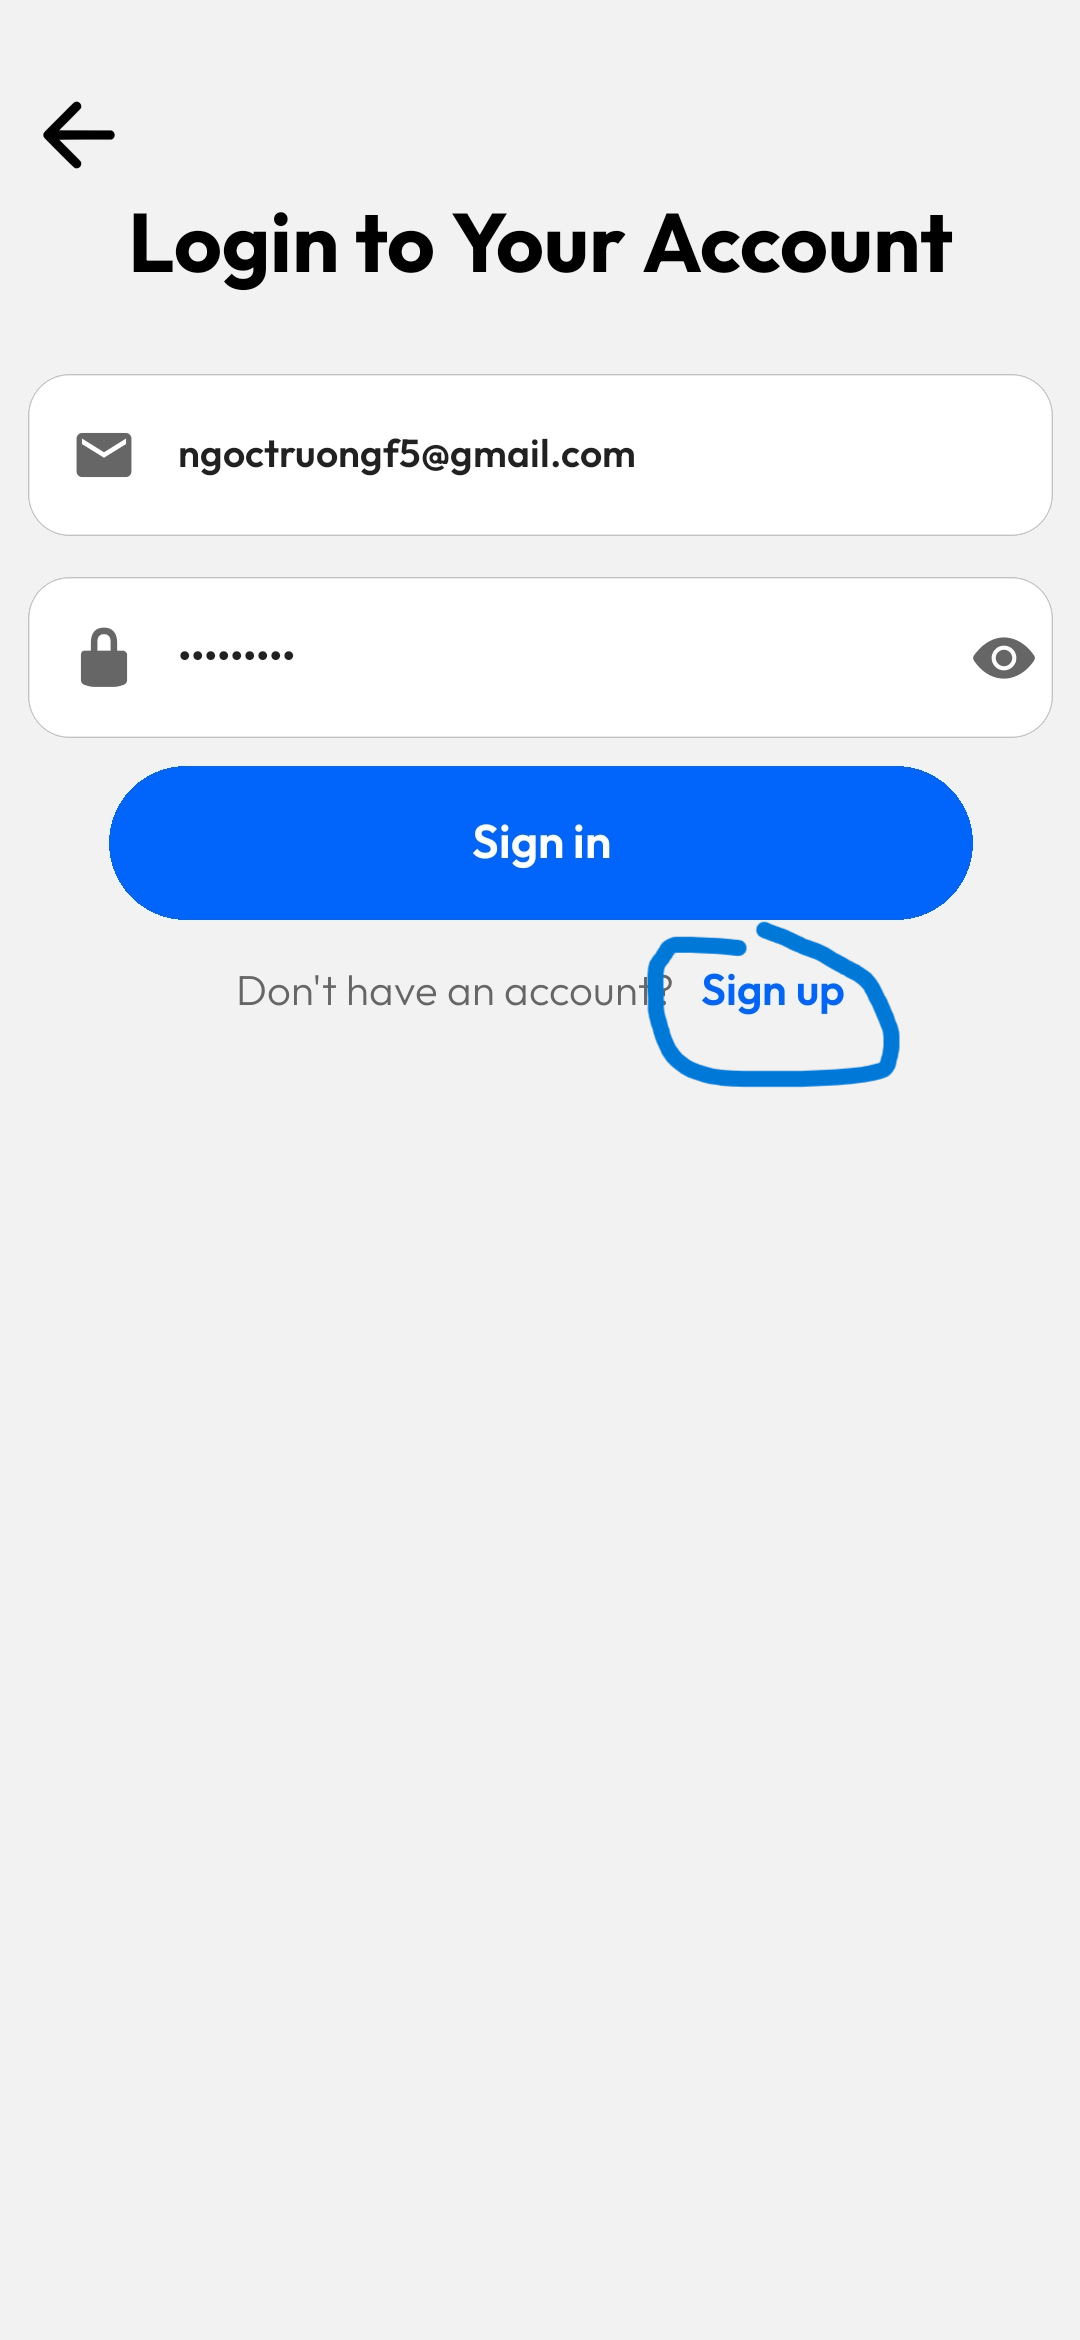 Login to Your Account
ngoctruongf5@gmail.com
•••••••••
Sign in
Don't have an account? Sign up